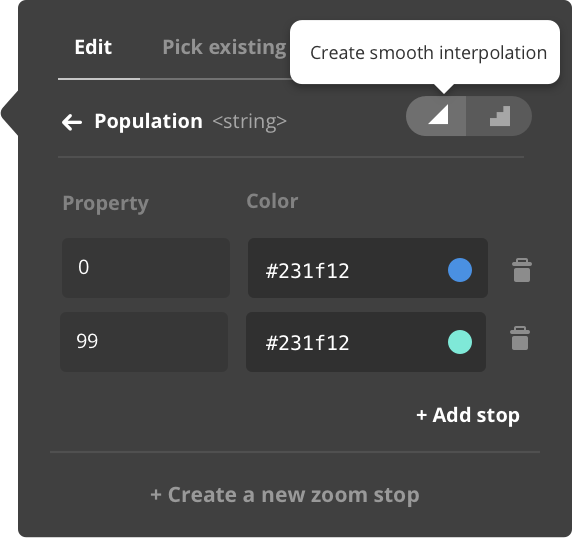 Edit Pick existing
Create smooth interpolation
Population <string>
Property Color
0 #231f12
99 #231f12
+ Add stop
+ Create a new zoom stop